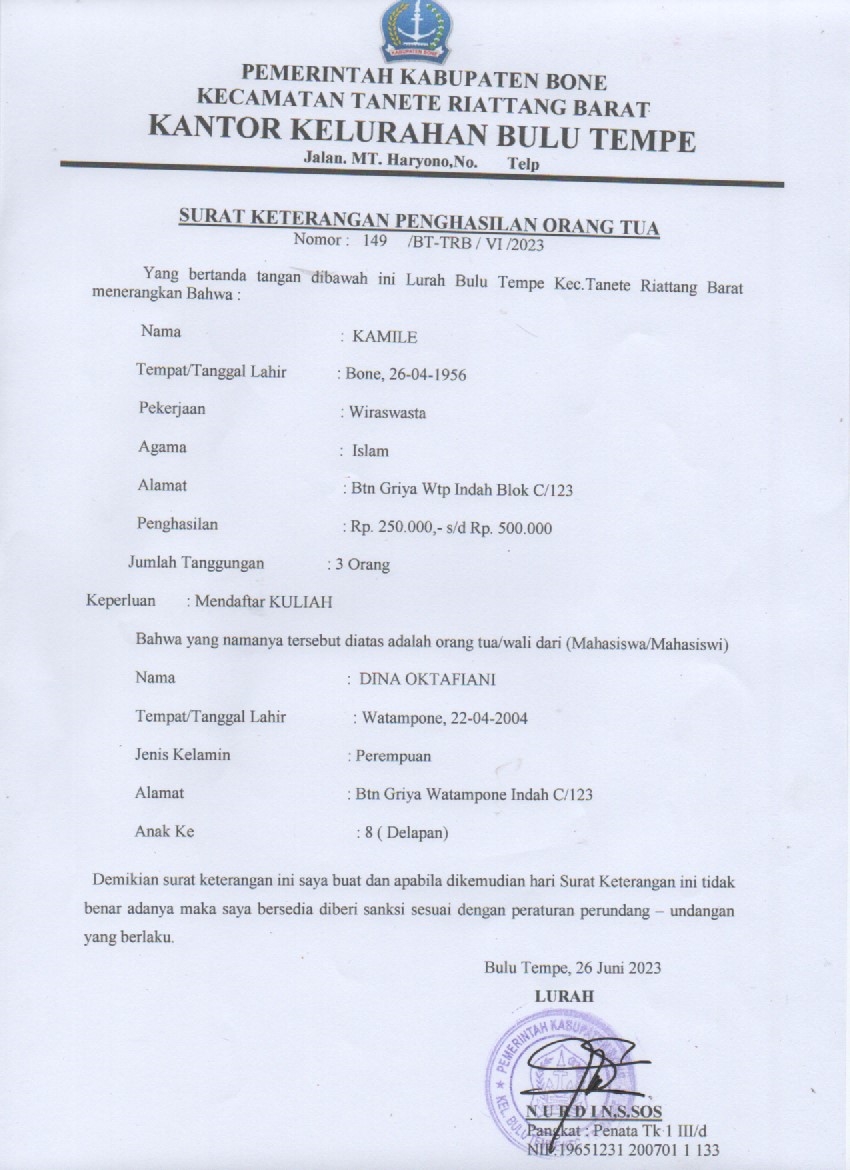 KABUPATEN BONE
PEMERINTAH KABUPATEN BONE
KECAMATAN TANETE RIATTANG BARAT
KANTOR KELURAHAN BULU TEMPE
Jalan. MT. Haryono,No. Telp
SURAT KETERANGAN PENGHASILAN ORANG TUA
Nomor : 149 /BT-TRB / VI /2023
Yang bertanda tangan dibawah ini Lurah Bulu Tempe Kec.Tanete Riattang Barat
menerangkan Bahwa :
Nama : KAMILE
Tempat/Tanggal Lahir : Bone, 26-04-1956
Pekerjaan : Wiraswasta
Agama : Islam
Alamat : Btn Griya Wtp Indah Blok C/123
Penghasilan : Rp. 250.000,- s/d Rp. 500.000
Jumlah Tanggungan : 3 Orang
Keperluan : Mendaftar KULIAH
Bahwa yang namanya tersebut diatas adalah orang tua/wali dari (Mahasiswa/Mahasiswi)
Nama : DINA OKTAFIANI
Tempat/Tanggal Lahir : Watampone, 22-04-2004
Jenis Kelamin : Perempuan
Alamat : Btn Griya Watampone Indah C/123
Anak Ke : 8 ( Delapan)
Demikian surat keterangan ini saya buat dan apabila dikemudian hari Surat Keterangan ini tidak
benar adanya maka saya bersedia diberi sanksi sesuai dengan peraturan perundang – undangan
yang berlaku.
Bulu Tempe, 26 Juni 2023
LURAH
PEMERINTAH KABUPATEN
KEL. BULU TEMPE
N U R D I N.S.SOS
Pangkat : Penata Tk 1 III/d
NIP 19651231 200701 1 133